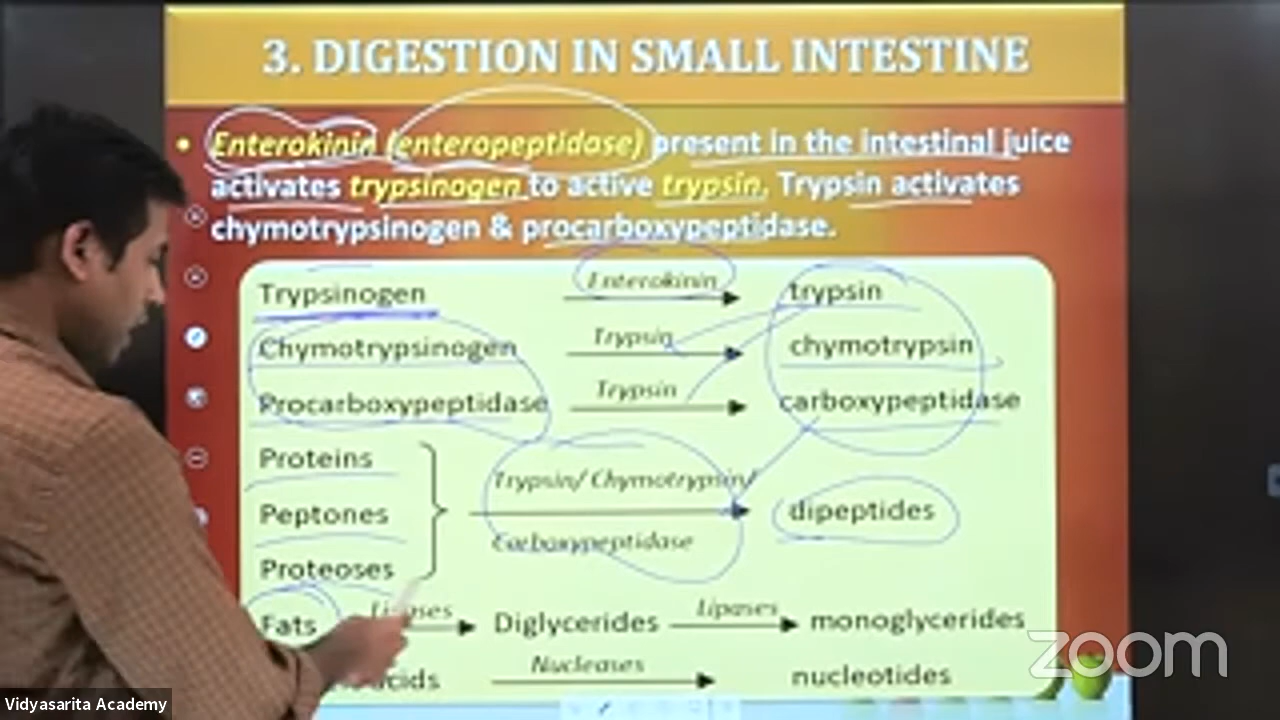 3. DIGESTION IN SMALL INTESTINE
• Enterokinin (enteropeptidase) present in the intestinal juice
activates trypsinogen to active trypsin. Trypsin activates
chymotrypsinogen & procarboxypeptidase.
Trypsinogen Enterokinin trypsin
Chymotrypsinogen Trypsin chymotrypsin
Procarboxypeptidase Trypsin carboxypeptidase
Proteins
Trypsin/ Chymotrypsin/
Peptones dipeptides
Carboxypeptidase
Proteoses
Fats Lipases Diglycerides Lipases monoglycerides
acids Nucleases nucleotides
zoom
Vidyasarita Academy